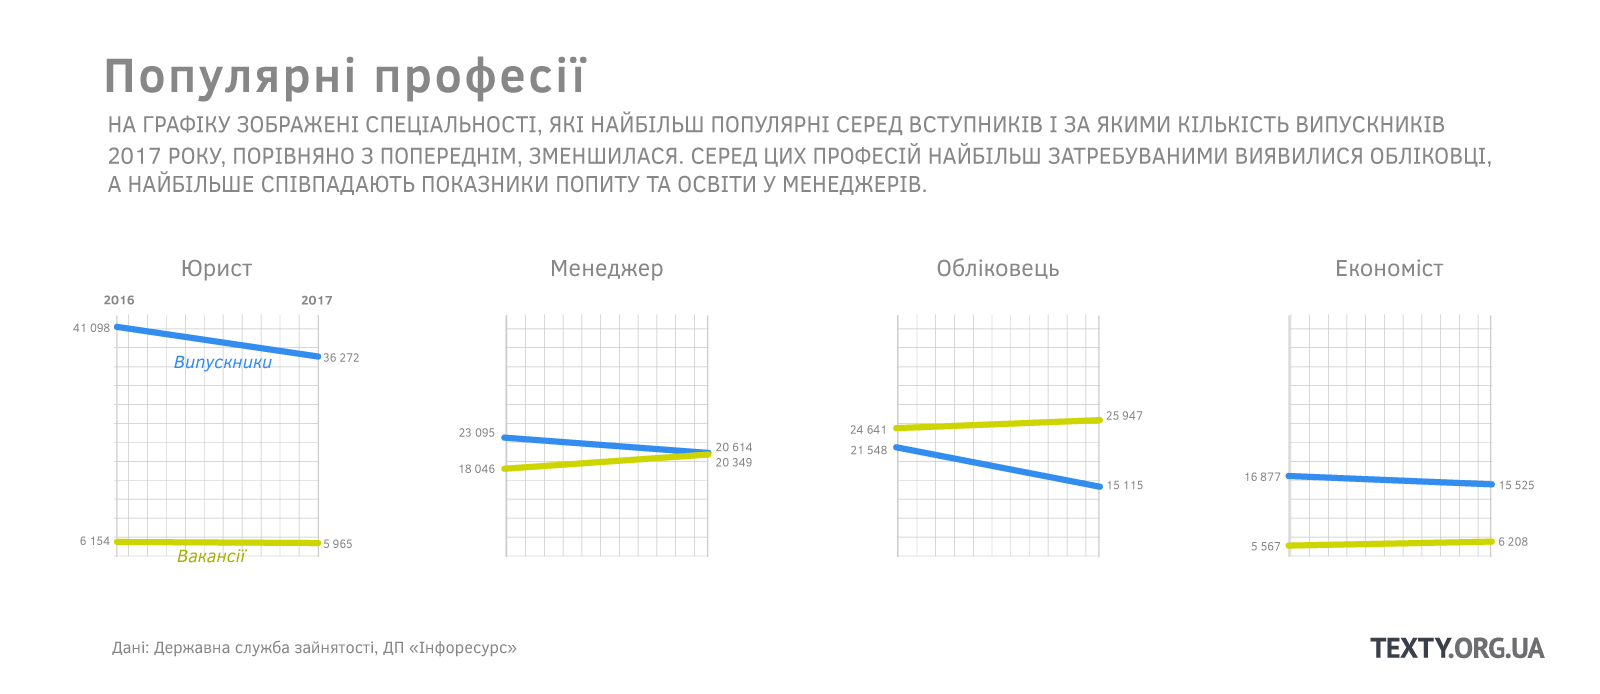 Популярні професії
НА ГРАФІКУ ЗОБРАЖЕНІ СПЕЦІАЛЬНОСТІ, ЯКІ НАЙБІЛЬШ ПОПУЛЯРНІ СЕРЕД ВСТУПНИКІВ І ЗА ЯКИМИ КІЛЬКІСТЬ ВИПУСКНИКІВ
2017 РОКУ, ПОРІВНЯНО З ПОПЕРЕДНІМ, ЗМЕНШИЛАСЯ. СЕРЕД ЦИХ ПРОФЕСІЙ НАЙБІЛЬШ ЗАТРЕБУВАНИМИ ВИЯВИЛИСЯ ОБЛІКОВЦІ,
А НАЙБІЛЬШЕ СПІВПАДАЮТЬ ПОКАЗНИКИ ПОПИТУ ТА ОСВІТИ У МЕНЕДЖЕРІВ.
Юрист
2016 2017
41 098
36 272
Випускники
6 154
5 965
Вакансії
Менеджер
23 095
20 614
18 046
20 349
Обліковець
24 641
25 947
21 548
15 115
Економіст
16 877
15 525
5 567
6 208
Дані: Державна служба зайнятості, ДП «Інфоресурс»
TEXTY.ORG.UA